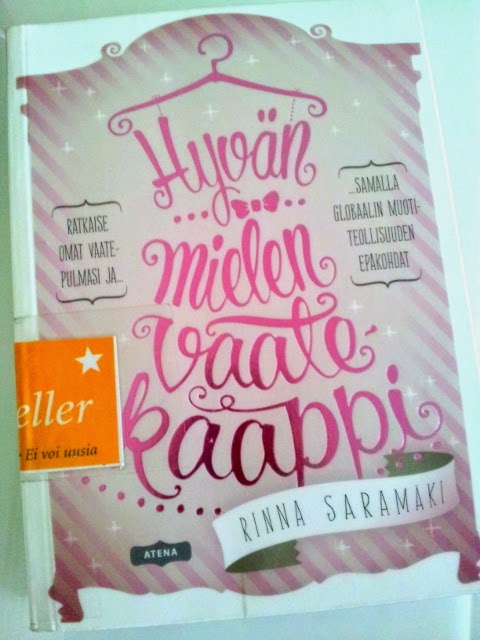 Hyvän
mielen
vaate-
kaappi
RATKAISE
OMAT VAATE-
PULMASI JA...
...SAMALLA
GLOBAALIN MUOTI-
TEOLLISUUDEN
EPÄKOHDAT
eller
Ei voi uusia
RINNA SARAMÄKI
ATENA